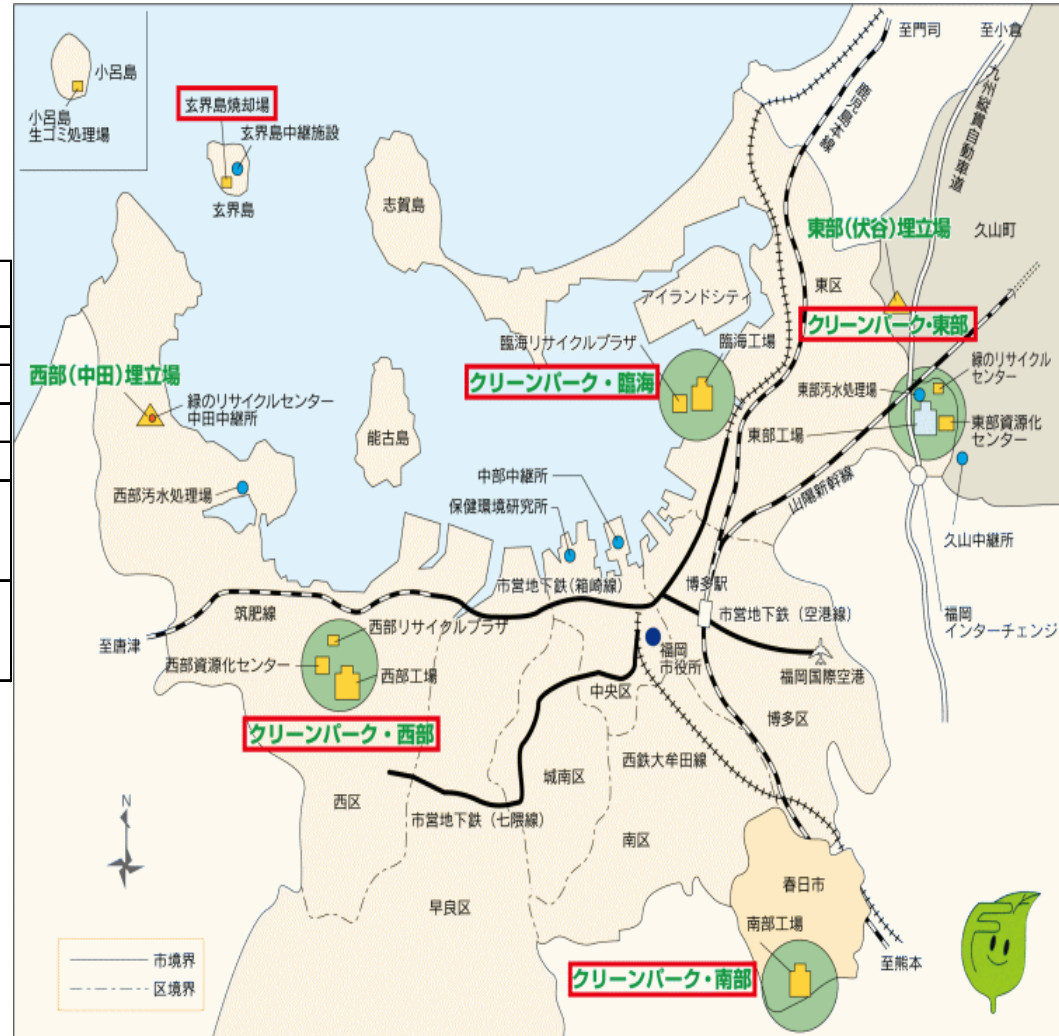 至門司
至小倉
小呂島
小呂島
生ゴミ処理場
玄界島焼却場
玄界島中継施設
玄界島
志賀島
鹿児島本線
九州縦貫自動車道
東部(伏谷)埋立場
久山町
東区
アイランドシティ
クリーンパーク・東部
臨海リサイクルプラザ
臨海工場
クリーンパーク・臨海
緑のリサイクル
センター
東部汚水処理場
東部工場
東部資源化
センター
西部(中田)埋立場
緑のリサイクルセンター
中田中継所
能古島
西部汚水処理場
中部中継所
保健環境研究所
山陽新幹線
久山中継所
市営地下鉄(箱崎線)
博多駅
市営地下鉄(空港線)
福岡
インターチェンジ
筑肥線
至唐津
西部リサイクルプラザ
西部資源化センター
西部工場
福岡
市役所
福岡国際空港
中央区
博多区
クリーンパーク・西部
西鉄大牟田線
城南区
西区
市営地下鉄(七隈線)
南区
N
早良区
春日市
南部工場
クリーンパーク・南部
至熊本
市境界
区境界